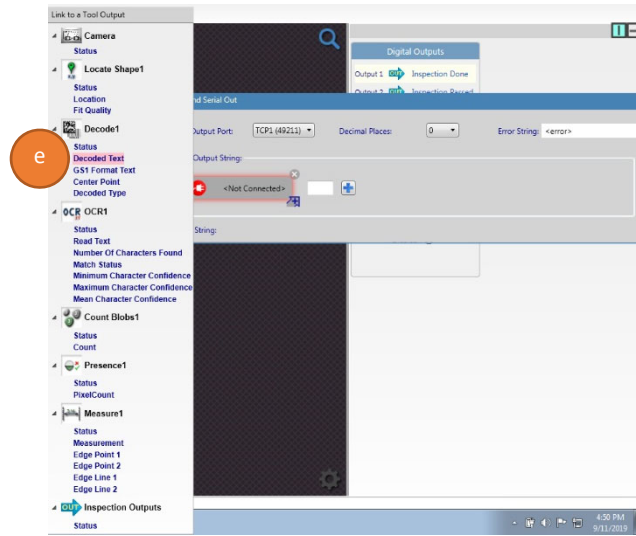 Link to a Tool Output
Camera
Status
Locate Shape1
Status
Location
Fit Quality
Decode1
Status
e
Decoded Text
GS1 Format Text
Center Point
Decoded Type
OCR OCR1
Status
Read Text
Number Of Characters Found
Match Status
Minimum Character Confidence
Maximum Character Confidence
Mean Character Confidence
Count Blobs1
Status
Count
Presence1
Status
PixelCount
Measure1
Status
Measurement
Edge Point 1
Edge Point 2
Edge Line 1
Edge Line 2
OUT Inspection Outputs
Status
Digital Outputs
Output 1 OUT Inspection Done
Output 2 OUT Inspection Passed
nd Serial Out
Output Port: TCP1 (49211) Decimal Places: 0 Error String: <error>
Output String:
<Not Connected>
String:
4:50 PM
9/11/2019